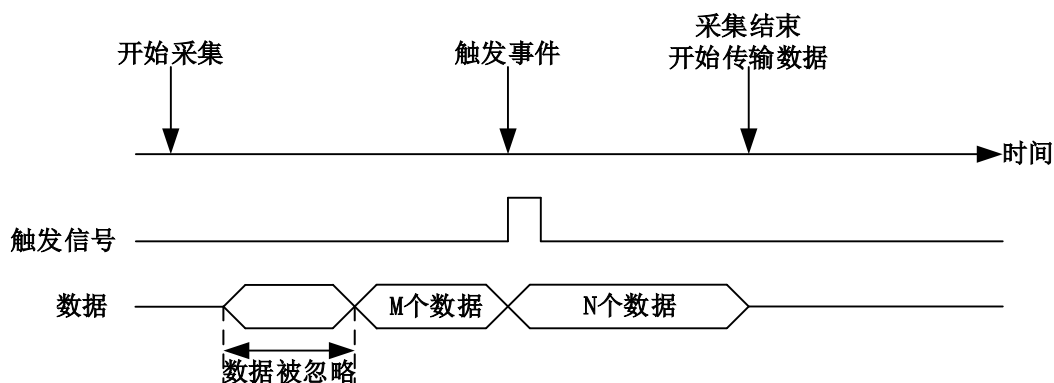 采集结束
开始采集
触发事件
开始传输数据
时间
触发信号
数据
M个数据
N个数据
数据被忽略